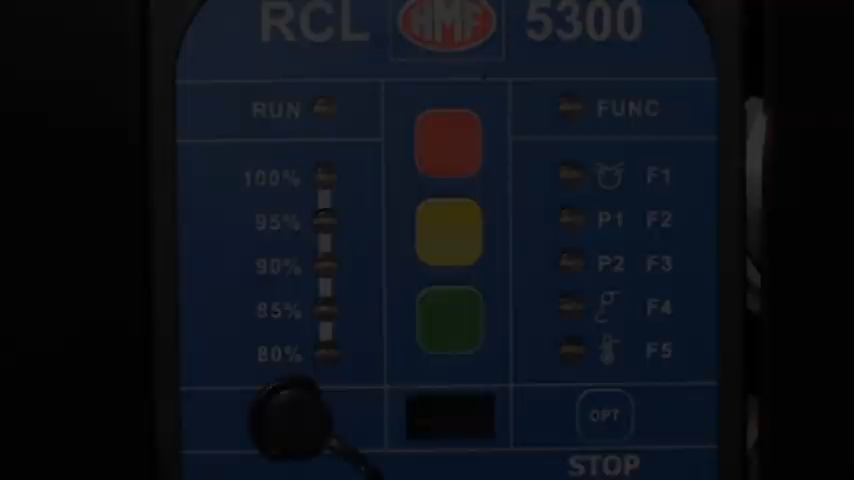 RCL HMF 5300
RUN FUNC
100% F1
95% P1 F2
90% P2 F3
85% F4
80% F5
OPT
STOP